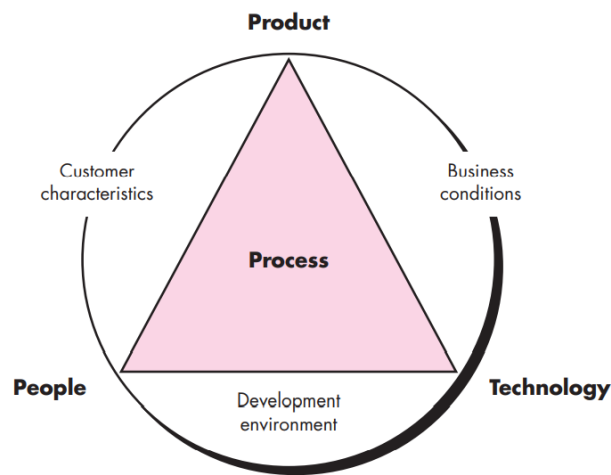 Product
Customer
characteristics
Business
conditions
Process
People
Technology
Development
environment